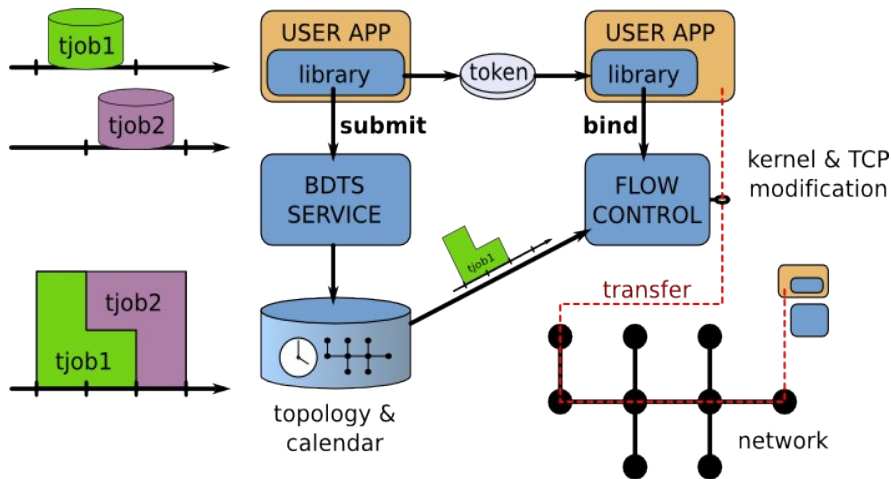 tjob1
tjob2
tjob2
tjob1
USER APP
library
token
USER APP
library
submit
bind
BDTS
SERVICE
FLOW
CONTROL
kernel & TCP
modification
tjob1
transfer
topology &
calendar
network